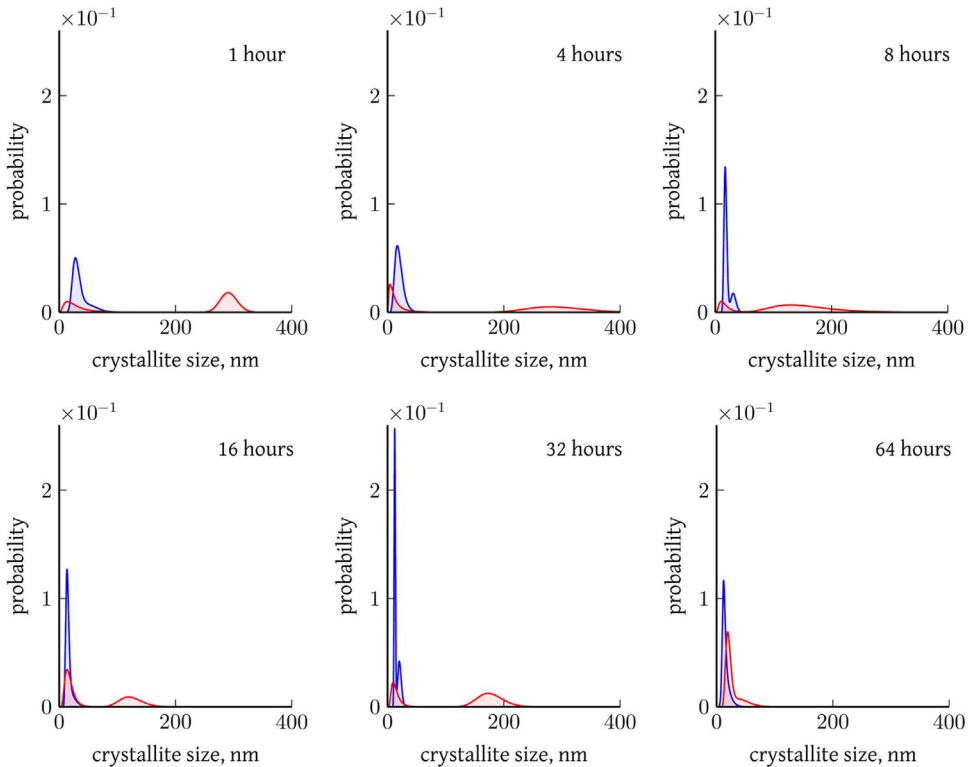 ×10⁻¹ ×10⁻¹ ×10⁻¹
1 hour 4 hours 8 hours
2 2 2
probability probability probability
1 1 1
0 0 0
0 200 400 0 200 400 0 200 400
crystallite size, nm crystallite size, nm crystallite size, nm
×10⁻¹ ×10⁻¹ ×10⁻¹
16 hours 32 hours 64 hours
2 2 2
probability probability probability
1 1 1
0 0 0
0 200 400 0 200 400 0 200 400
crystallite size, nm crystallite size, nm crystallite size, nm